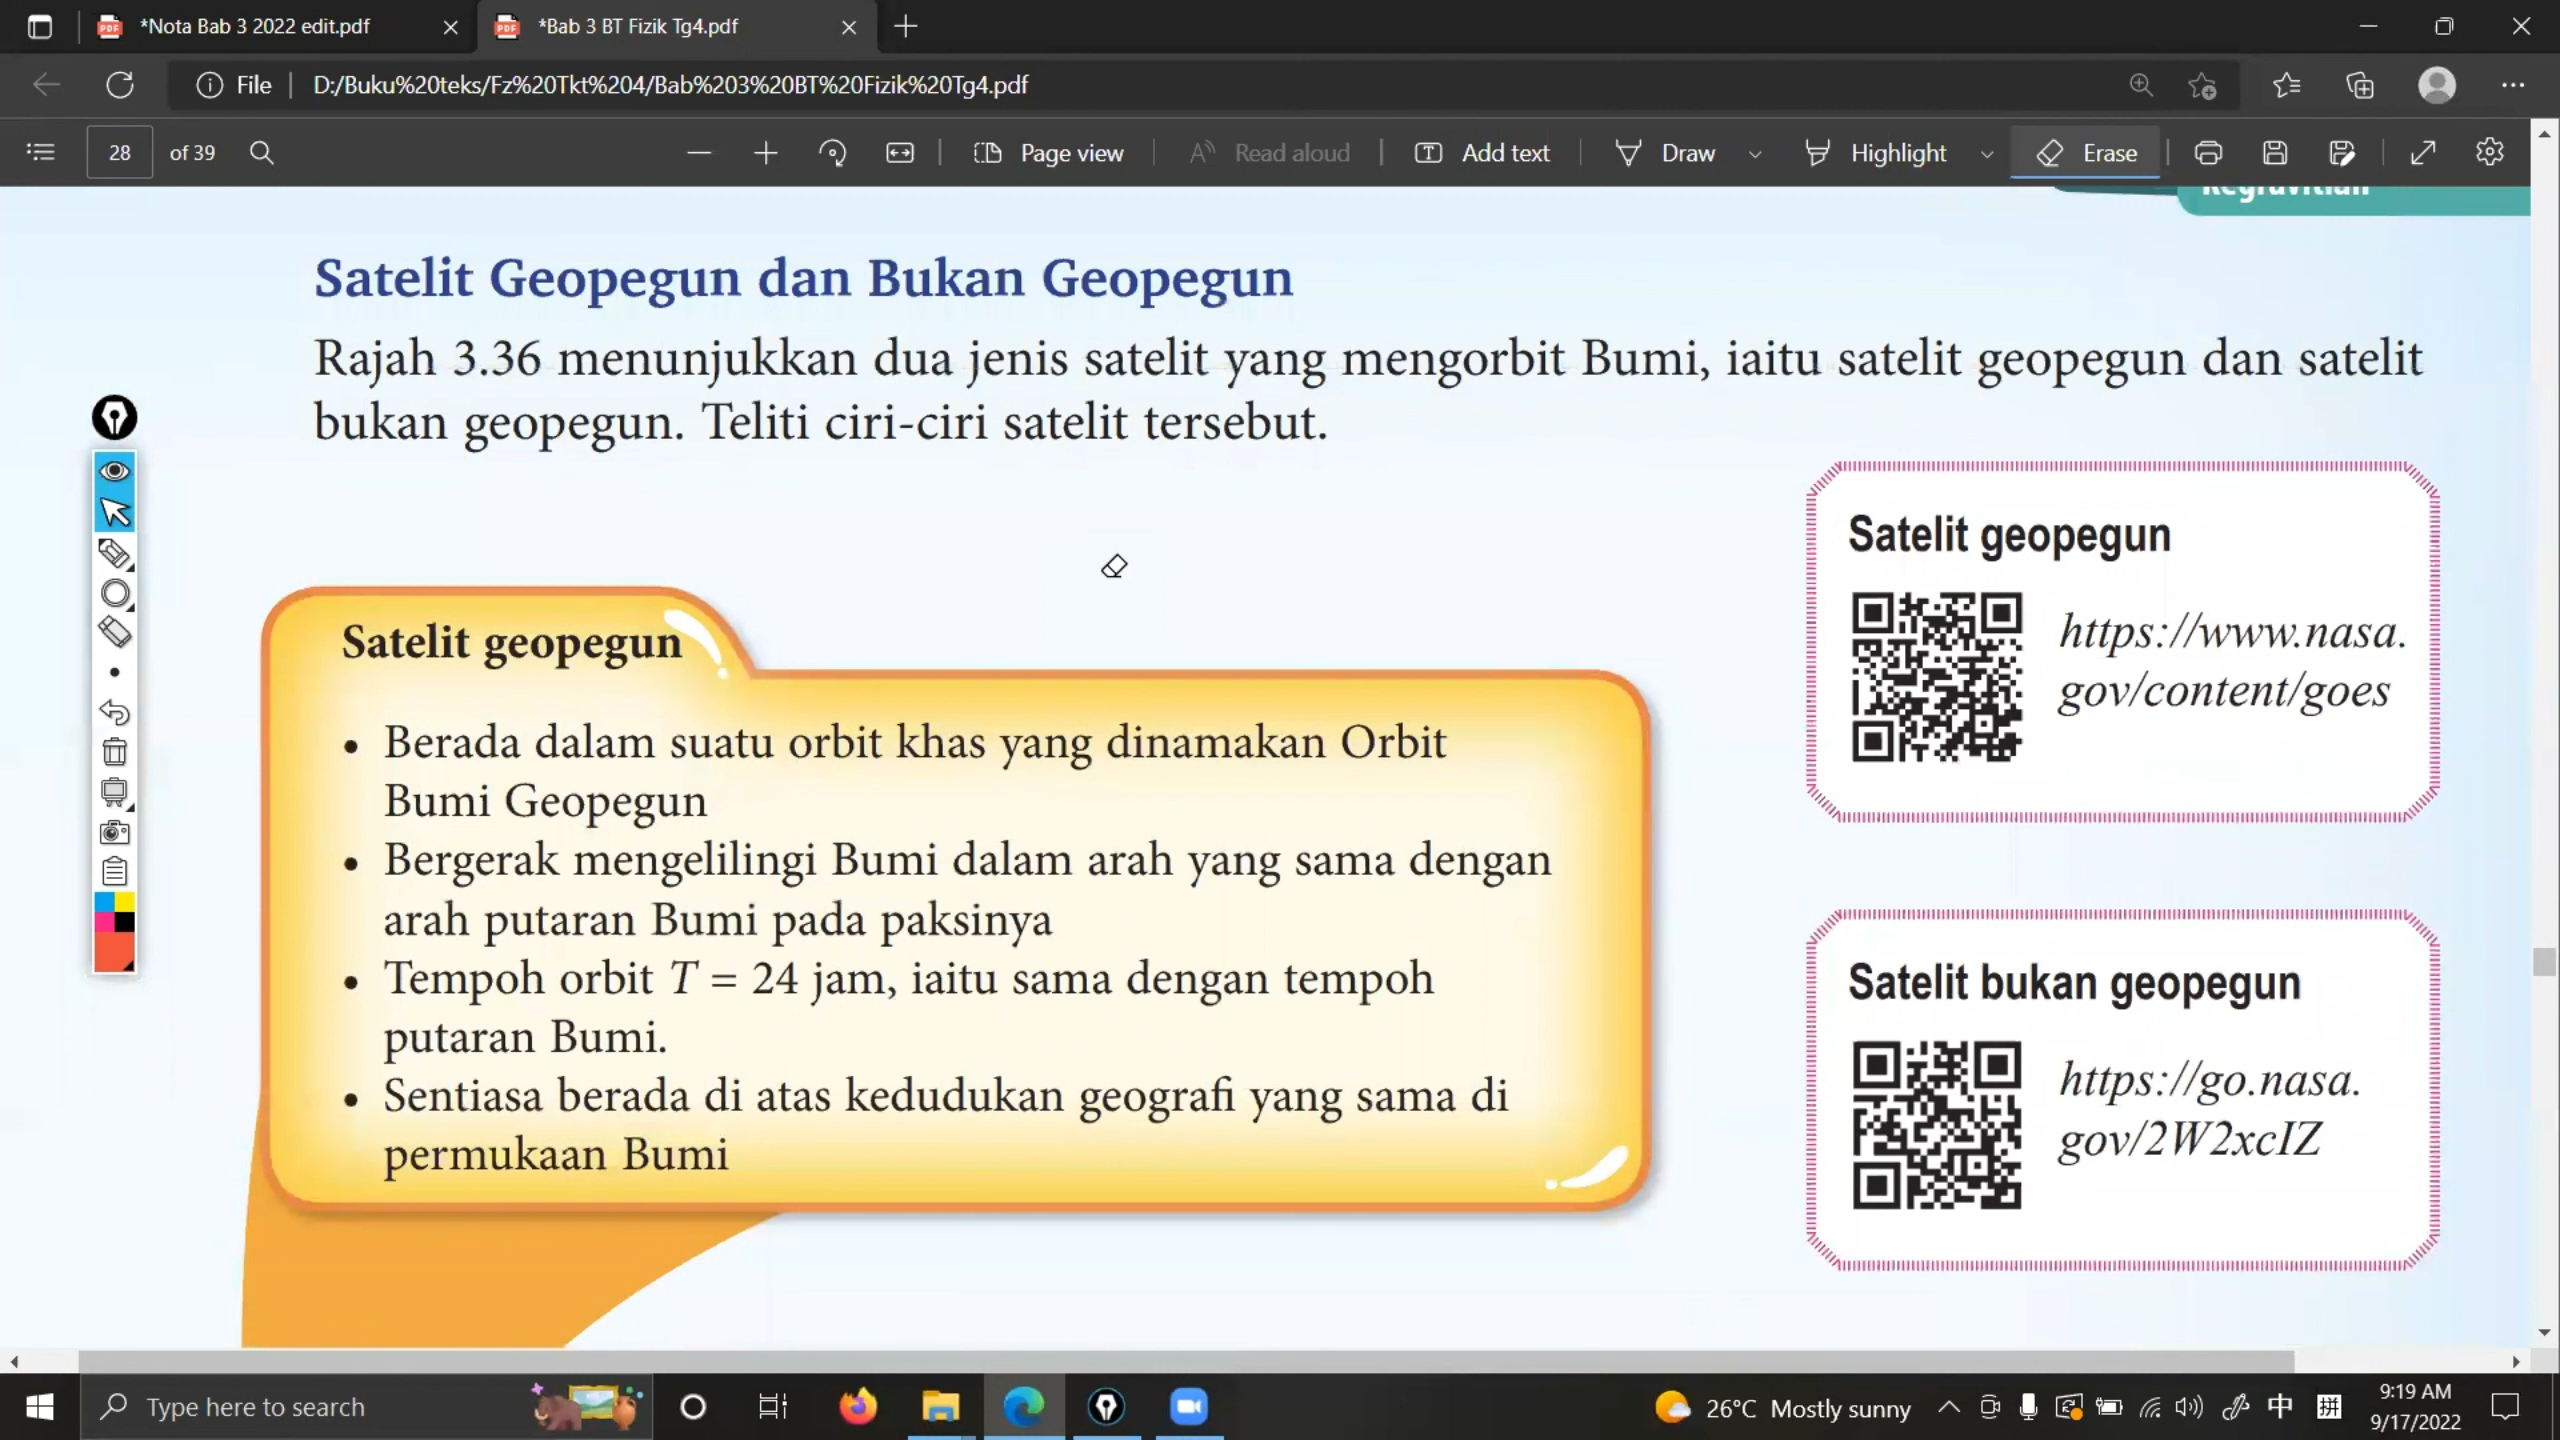 *Nota Bab 3 2022 edit.pdf
*Bab 3 BT Fizik Tg4.pdf
File
D:/Buku%20teks/Fz%20Tkt%204/Bab%203%20BT%20Fizik%20Tg4.pdf
28
of 39
Page view
Read aloud
Add text
Draw
Highlight
Erase
Kegravitian
Satelit Geopegun dan Bukan Geopegun
Rajah 3.36 menunjukkan dua jenis satelit yang mengorbit Bumi, iaitu satelit geopegun dan satelit
bukan geopegun. Teliti ciri-ciri satelit tersebut.
Satelit geopegun
• Berada dalam suatu orbit khas yang dinamakan Orbit
Bumi Geopegun
• Bergerak mengelilingi Bumi dalam arah yang sama dengan
arah putaran Bumi pada paksinya
• Tempoh orbit T = 24 jam, iaitu sama dengan tempoh
putaran Bumi.
• Sentiasa berada di atas kedudukan geografi yang sama di
permukaan Bumi
Satelit geopegun
https://www.nasa.
gov/content/goes
Satelit bukan geopegun
https://go.nasa.
gov/2W2xcIZ
Type here to search
26°C Mostly sunny
中
拼
9:19 AM
9/17/2022